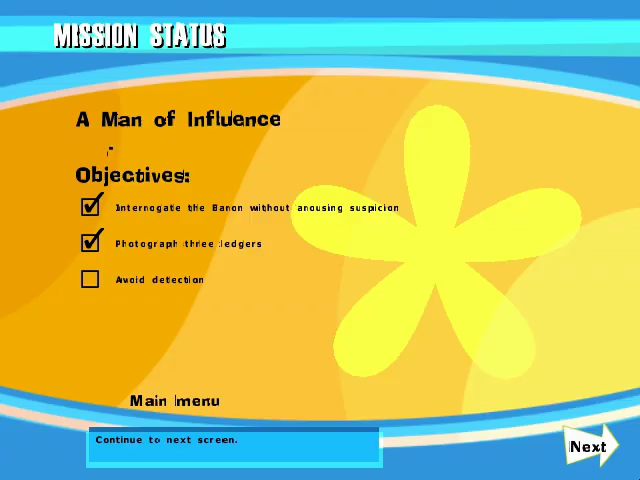 MISSION STATUS
A Man of Influence
Objectives:
Interrogate the Baron without arousing suspicion
Photograph three ledgers
Avoid detection
Main menu
Continue to next screen.
Next